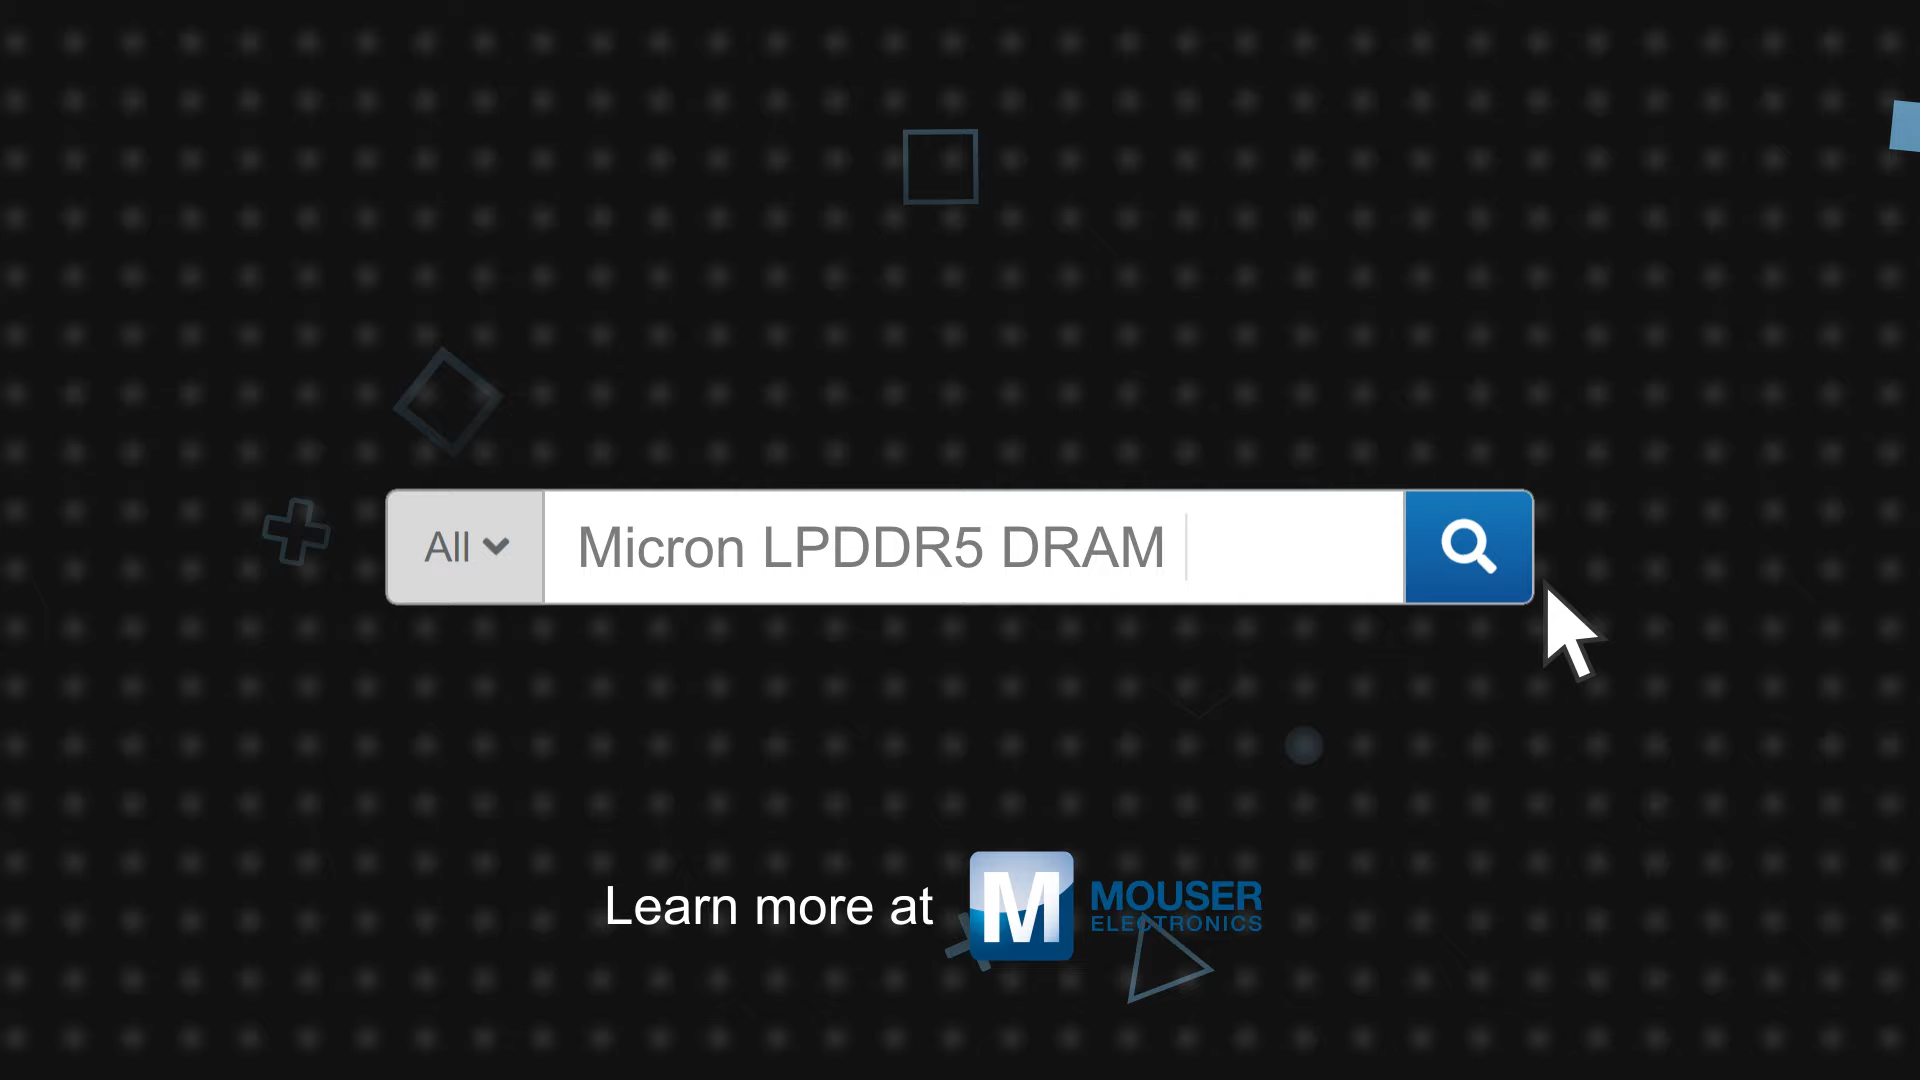 All
Micron LPDDR5 DRAM
Learn more at
M
MOUSER
ELECTRONICS